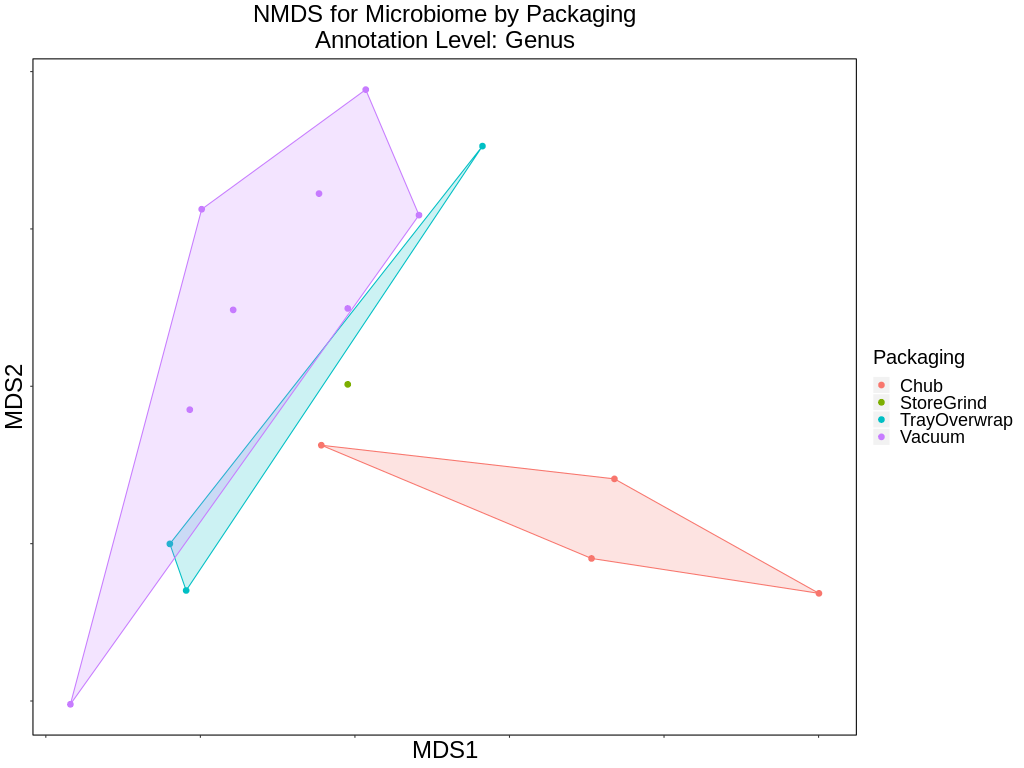 NMDS for Microbiome by Packaging
Annotation Level: Genus
MDS2
MDS1
Packaging
Chub
StoreGrind
TrayOverwrap
Vacuum